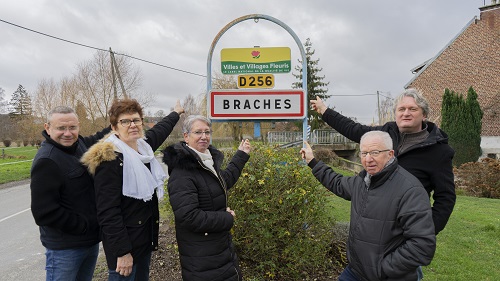 Villes et Villages Fleuris
D256
BRACHES